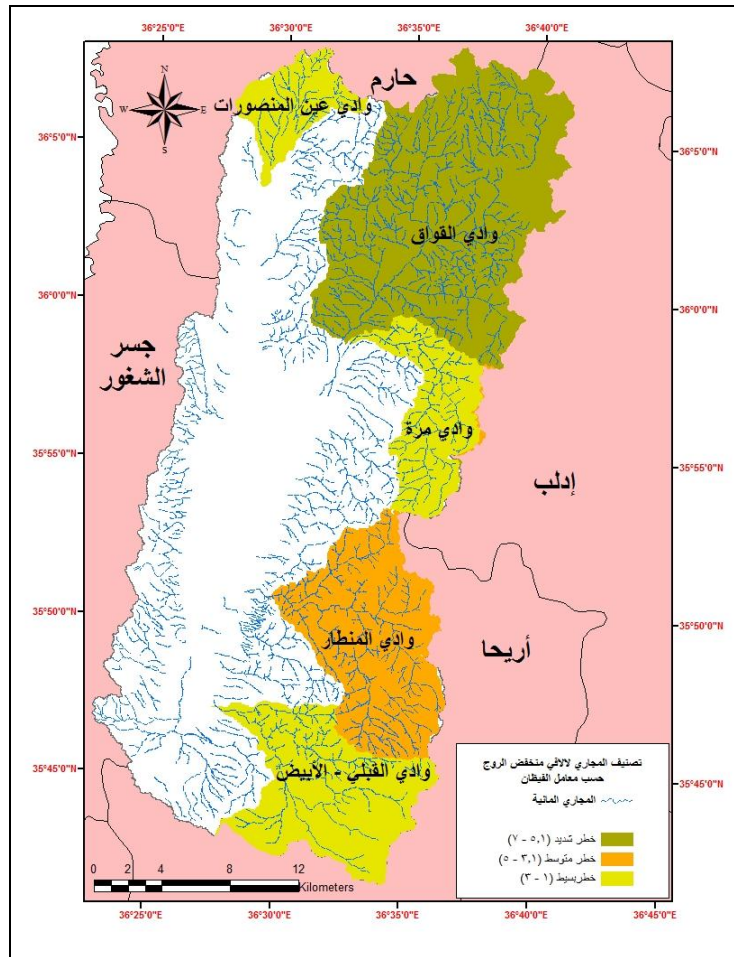 36°25'0"E 36°30'0"E 36°35'0"E 36°40'0"E
N
W E
S
حارم
وادي عين المنصورات
36°5'0"N 36°5'0"N
وادي القواق
36°0'0"N 36°0'0"N
جسر
الشغور
وادي مرة
35°55'0"N 35°55'0"N
إدلب
35°50'0"N 35°50'0"N
وادي المنطار
أريحا
وادي القبلي - الأبيض
35°45'0"N 35°45'0"N
تصنيف المجاري لالافي منخفض الروج
حسب معامل الفيظان
المجاري المائية
خطر شديد (٥,١ - ٧)
خطر متوسط (٣,١ - ٥)
خطربسيط (١ - ٣)
0 2 4 8 12
Kilometers
36°25'0"E 36°30'0"E 36°35'0"E 36°40'0"E 36°45'0"E